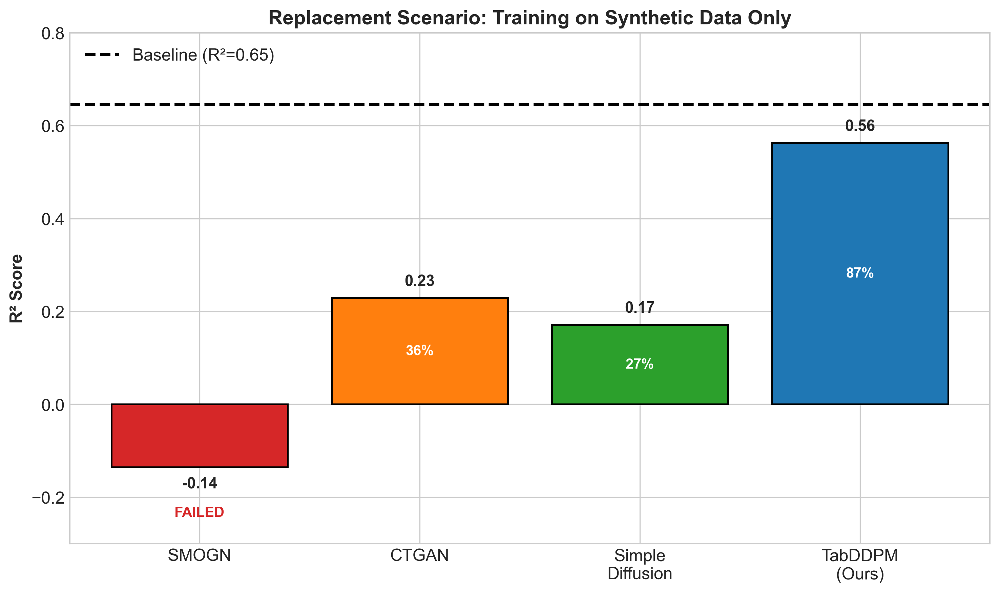 Replacement Scenario: Training on Synthetic Data Only
0.8
0.6
0.4
0.2
0.0
−0.2
R² Score
Baseline (R²=0.65)
-0.14
FAILED
0.23
36%
0.17
27%
0.56
87%
SMOGN
CTGAN
Simple
Diffusion
TabDDPM
(Ours)